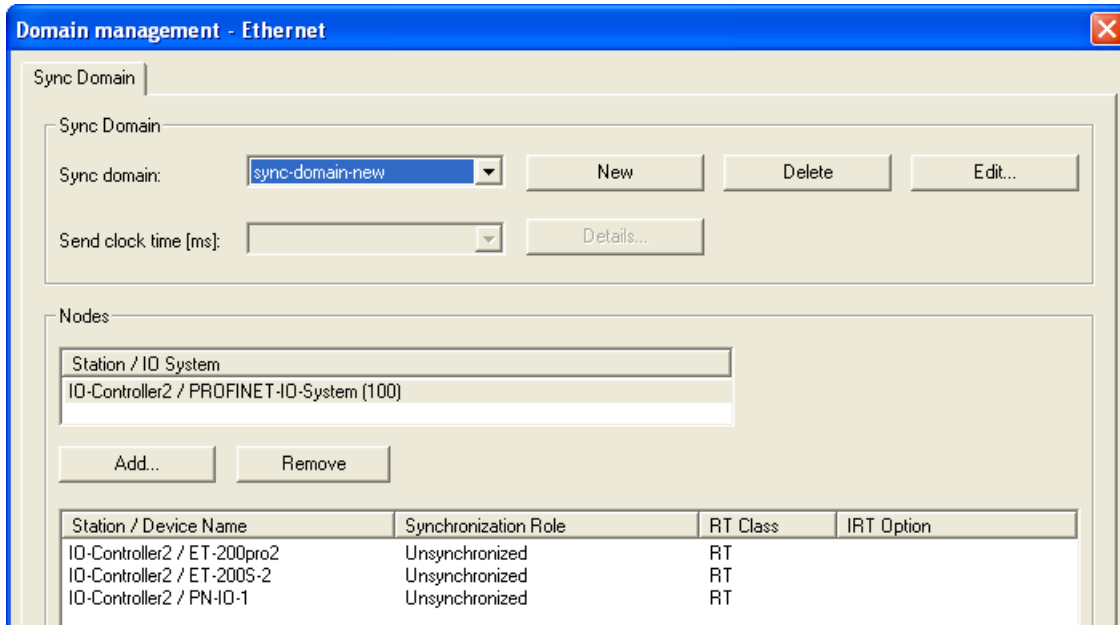 Domain management - Ethernet
Sync Domain
Sync Domain
Sync domain: sync-domain-new New Delete Edit...
Send clock time [ms]: Details...
Nodes
Station / IO System
IO-Controller2 / PROFINET-IO-System (100)
Add... Remove
Station / Device Name Synchronization Role RT Class IRT Option
IO-Controller2 / ET-200pro2 Unsynchronized RT
IO-Controller2 / ET-200S-2 Unsynchronized RT
IO-Controller2 / PN-IO-1 Unsynchronized RT